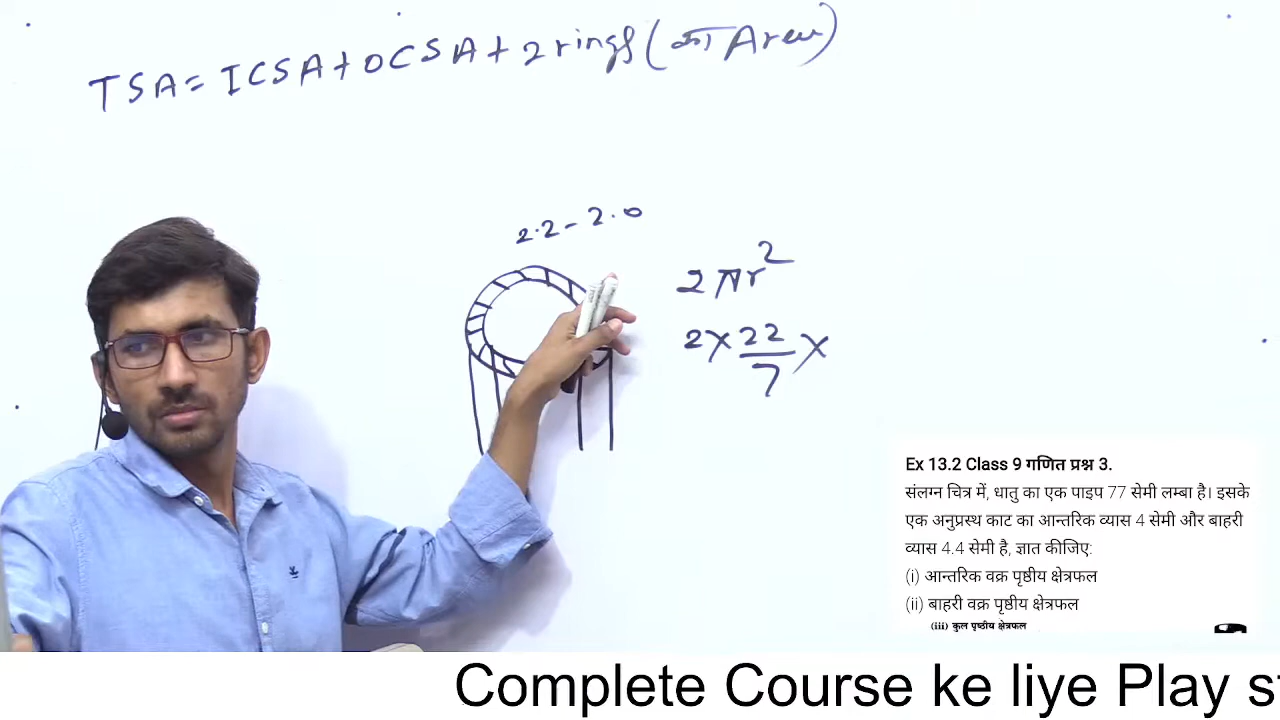 TSA = ICSA + OCSA + 2 rings (का Area)
2.2 - 2.0
2πr²
2 × 22/7 ×
Ex 13.2 Class 9 गणित प्रश्न 3.
संलग्न चित्र में, धातु का एक पाइप 77 सेमी लम्बा है। इसके
एक अनुप्रस्थ काट का आन्तरिक व्यास 4 सेमी और बाहरी
व्यास 4.4 सेमी है, ज्ञात कीजिए:
(i) आन्तरिक वक्र पृष्ठीय क्षेत्रफल
(ii) बाहरी वक्र पृष्ठीय क्षेत्रफल
(iii) कुल पृष्ठीय क्षेत्रफल
Complete Course ke liye Play st